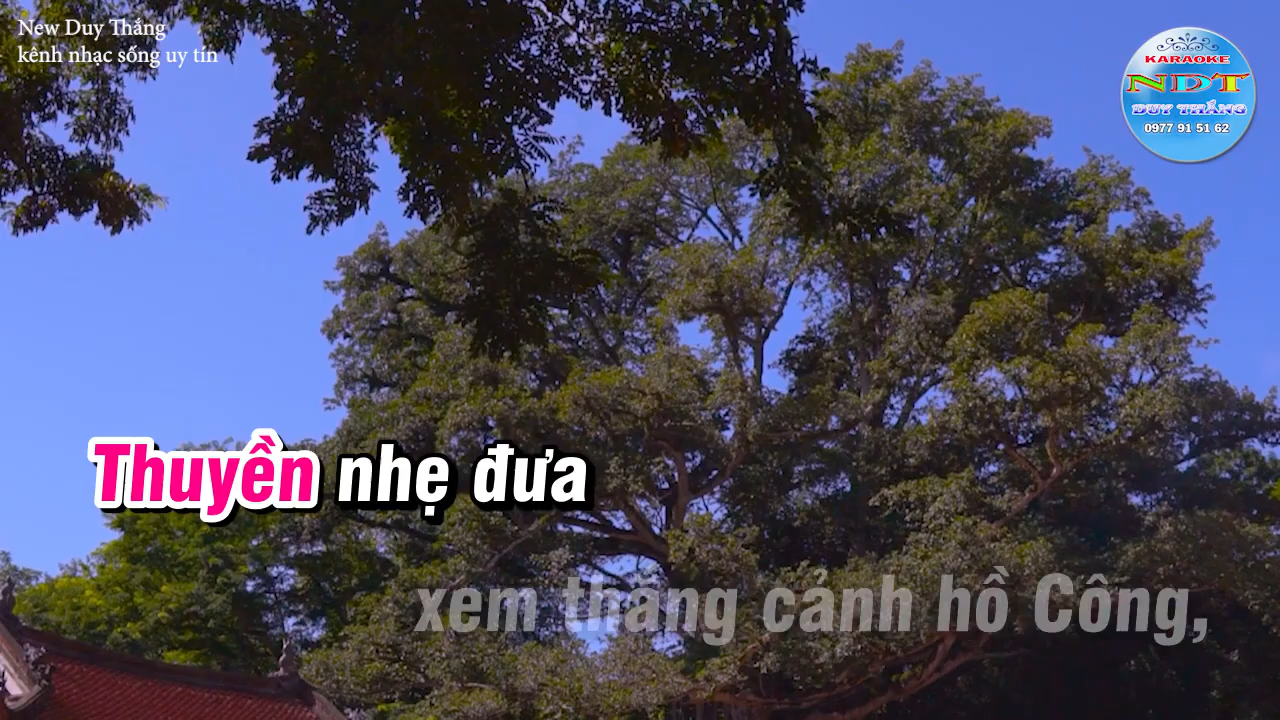 New Duy Thắng
kênh nhạc sống uy tín
KARAOKE
NDT
DUY THẮNG
0977 91 51 62
Thuyền nhẹ đưa
xem thăng cảnh hồ Công,